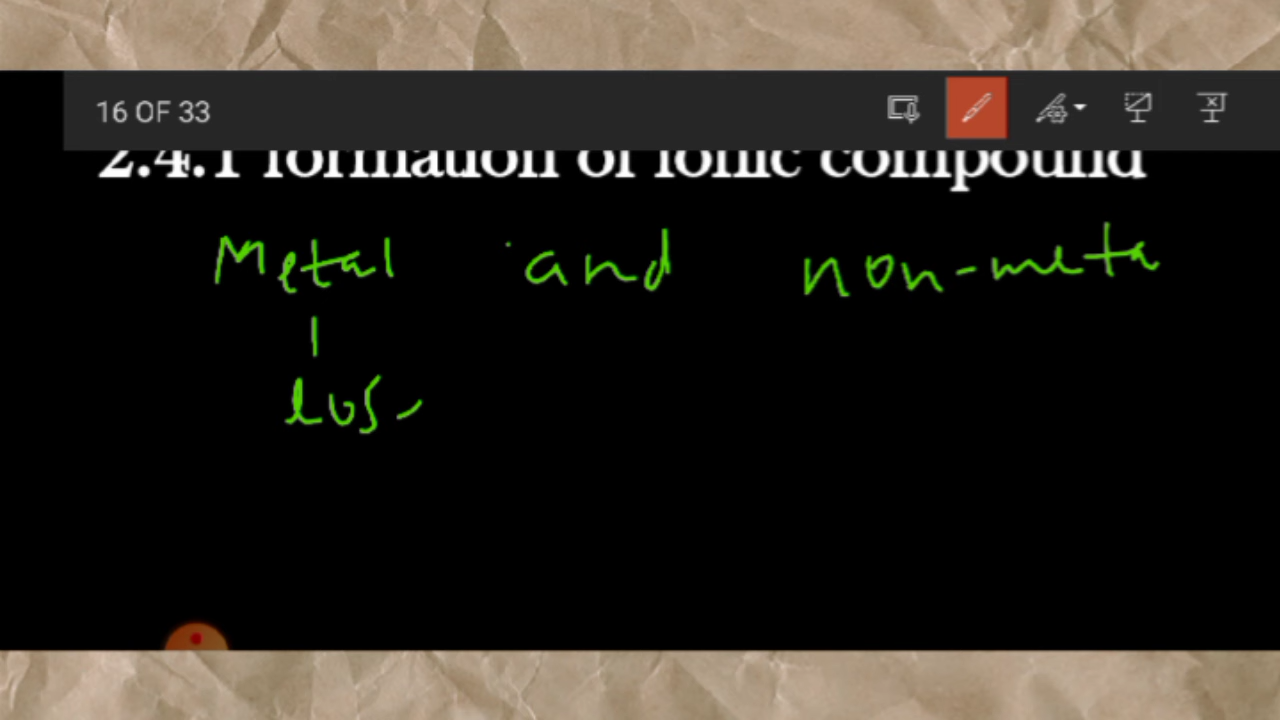 16 OF 33
2.4.1 formation of ionic compound
Metal and non-meta
los